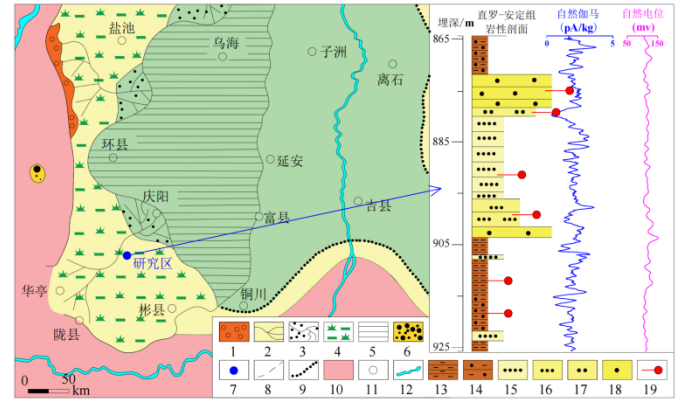 盐池
乌海
子洲
离石
环县
延安
庆阳
富县
古县
研究区
华亭
彬县
铜川
陇县
0 50
km
埋深/m
直罗-安定组
岩性剖面
自然伽马
(pA/kg)
0 5
自然电位
(mv)
50 150
865
885
905
925
1 2 3 4 5 6
7 8 9 10 11 12 13 14 15 16 17 18 19